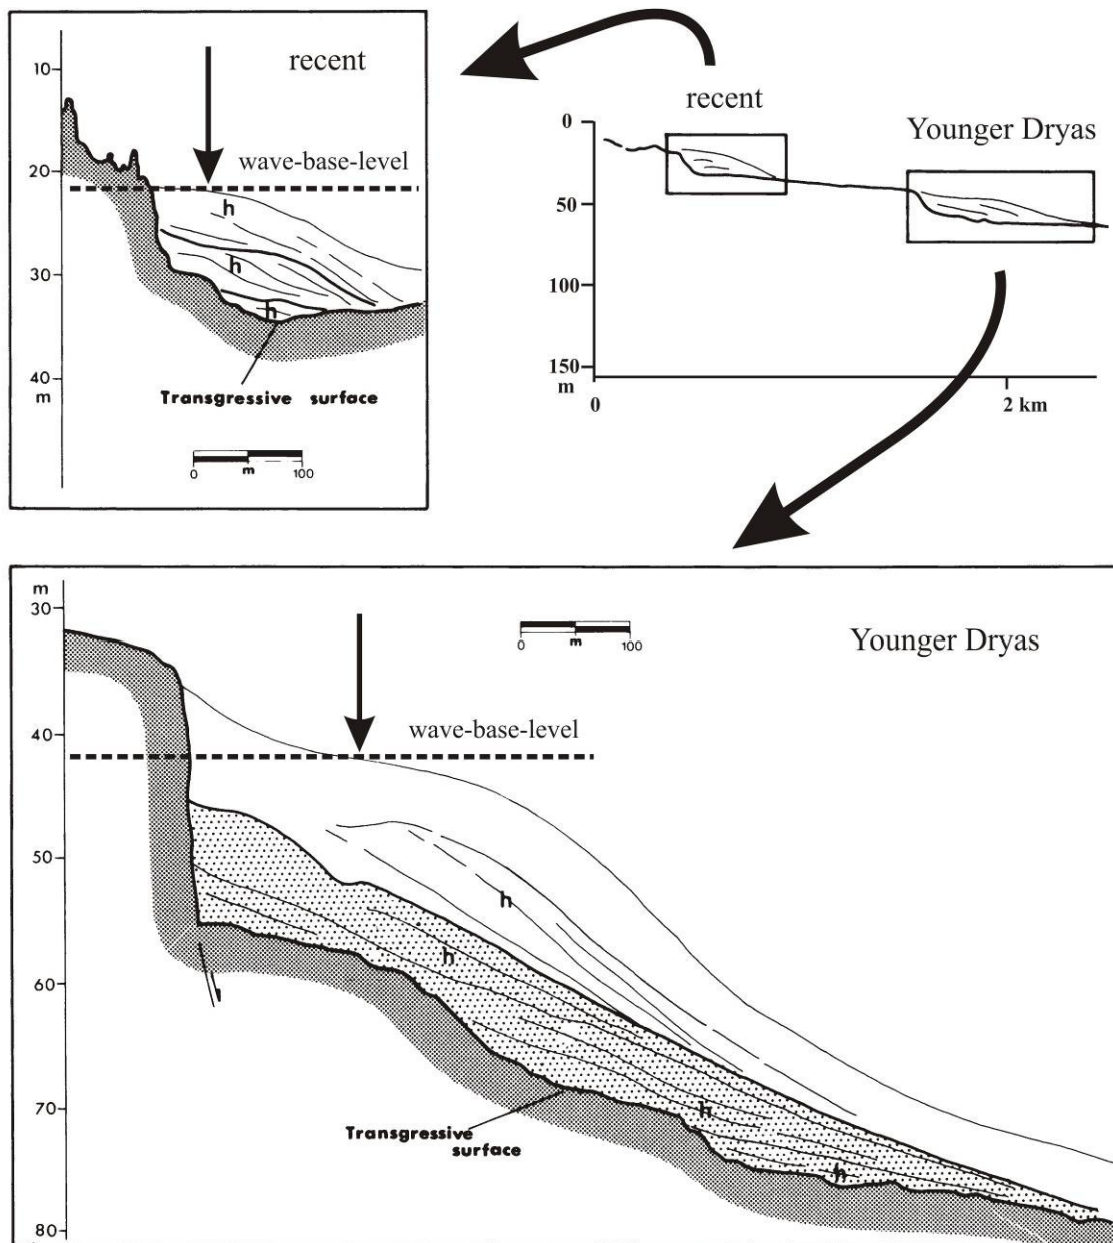 recent
10
20
30
40
m
wave-base-level
h
h
h
Transgressive surface
0
m
100
recent
Younger Dryas
0
50
100
150
m
0
2 km
m
30
40
50
60
70
80
0
m
100
Younger Dryas
wave-base-level
h
h
h
h
Transgressive
surface